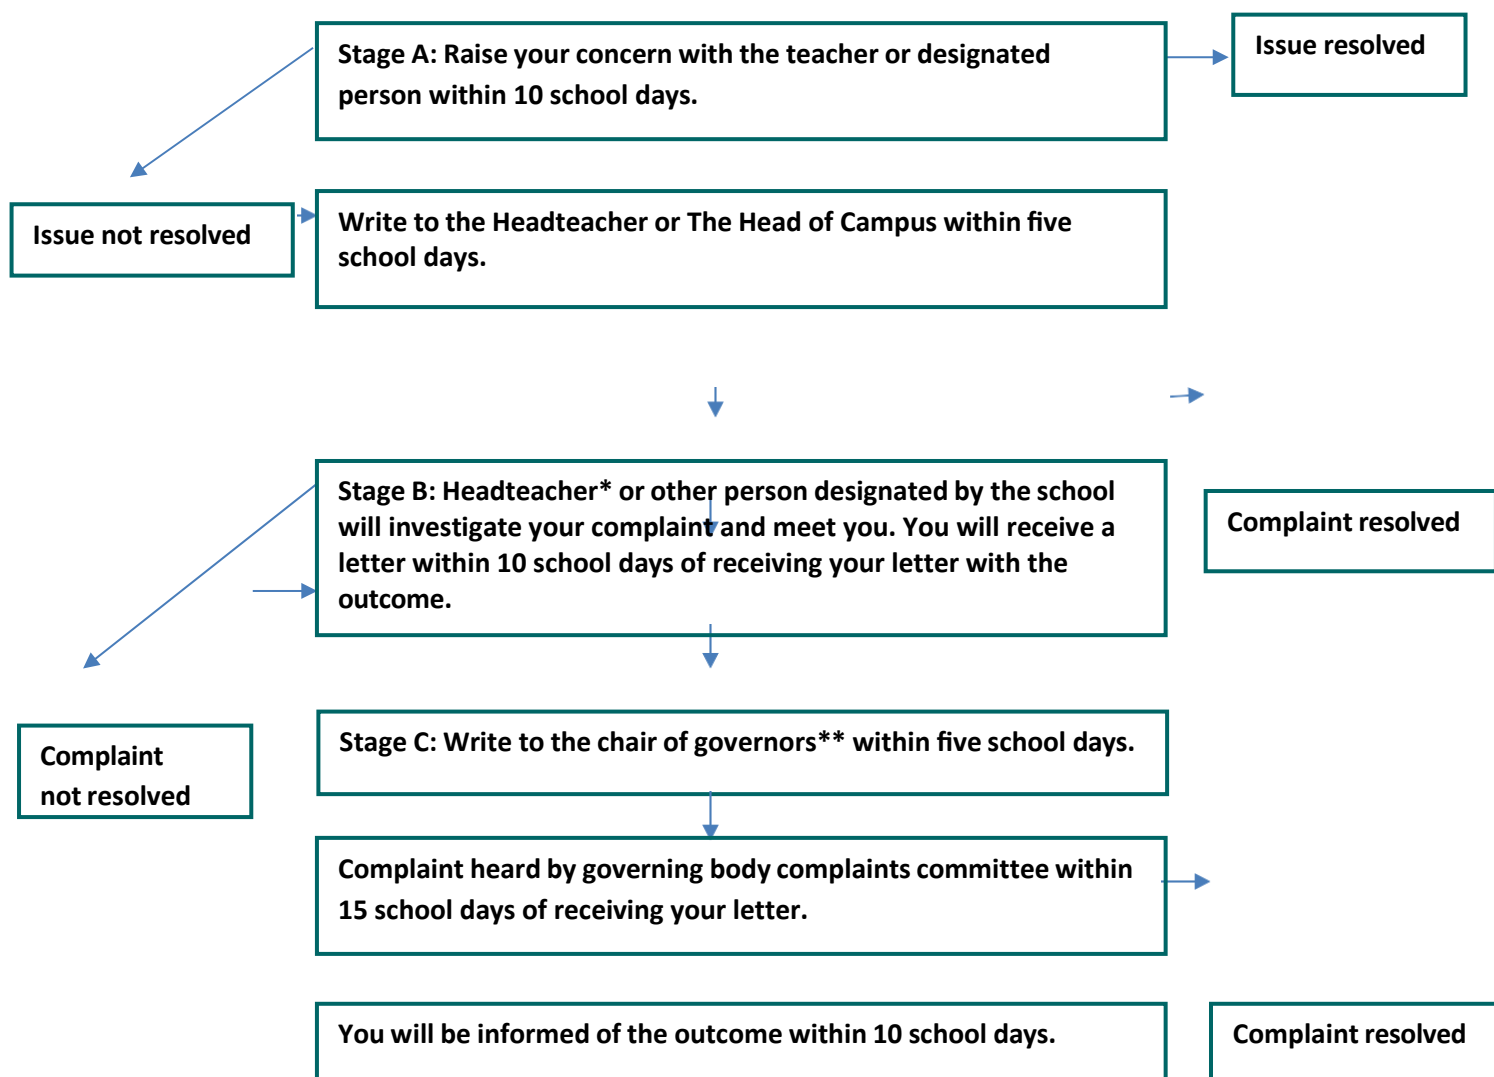 Stage A: Raise your concern with the teacher or designated
person within 10 school days.
Issue resolved
Issue not resolved
Write to the Headteacher or The Head of Campus within five
school days.
Stage B: Headteacher* or other person designated by the school
will investigate your complaint and meet you. You will receive a
letter within 10 school days of receiving your letter with the
outcome.
Complaint resolved
Complaint
not resolved
Stage C: Write to the chair of governors** within five school days.
Complaint heard by governing body complaints committee within
15 school days of receiving your letter.
You will be informed of the outcome within 10 school days.
Complaint resolved